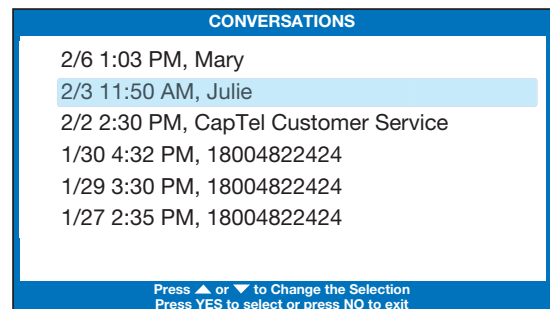 CONVERSATIONS
2/6 1:03 PM, Mary
2/3 11:50 AM, Julie
2/2 2:30 PM, CapTel Customer Service
1/30 4:32 PM, 18004822424
1/29 3:30 PM, 18004822424
1/27 2:35 PM, 18004822424
Press ▲ or ▼ to Change the Selection
Press YES to select or press NO to exit